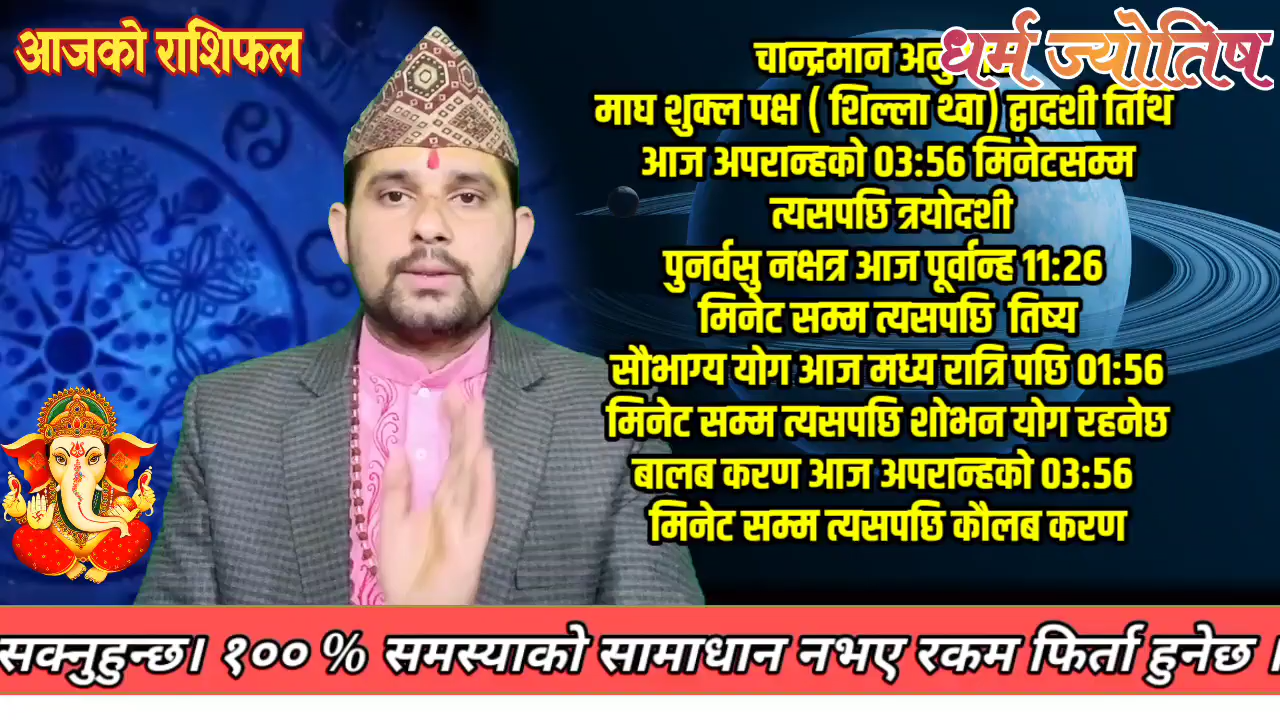 आजको राशिफल
धर्म ज्योतिष
चान्द्रमान
माघ शुक्ल पक्ष ( शिल्ला थ्वा) द्वादशी तिथि
आज अपरान्हको 03:56 मिनेटसम्म
त्यसपछि त्रयोदशी
पुनर्वसु नक्षत्र आज पूर्वान्ह 11:26
मिनेट सम्म त्यसपछि तिष्य
सौभाग्य योग आज मध्य रात्रि पछि 01:56
मिनेट सम्म त्यसपछि शोभन योग रहनेछ
बालब करण आज अपरान्हको 03:56
मिनेट सम्म त्यसपछि कौलब करण
सक्नुहुन्छ। १०० % समस्याको सामाधान नभए रकम फिर्ता हुनेछ ।